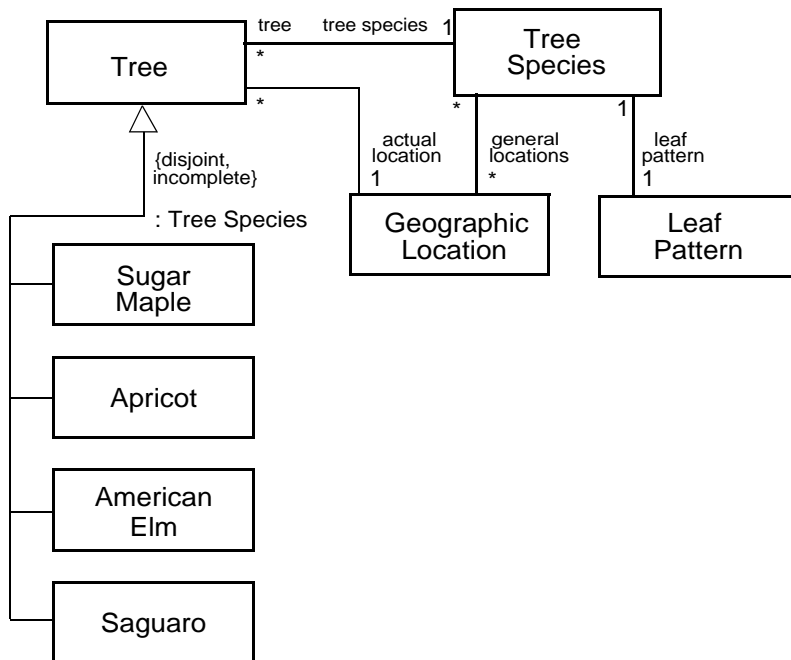 tree tree species 1
Tree
Species
Tree
*
*
*
1
actual
location
general
locations
leaf
pattern
{disjoint,
incomplete}
1
*
1
: Tree Species
Geographic
Location
Leaf
Pattern
Sugar
Maple
Apricot
American
Elm
Saguaro